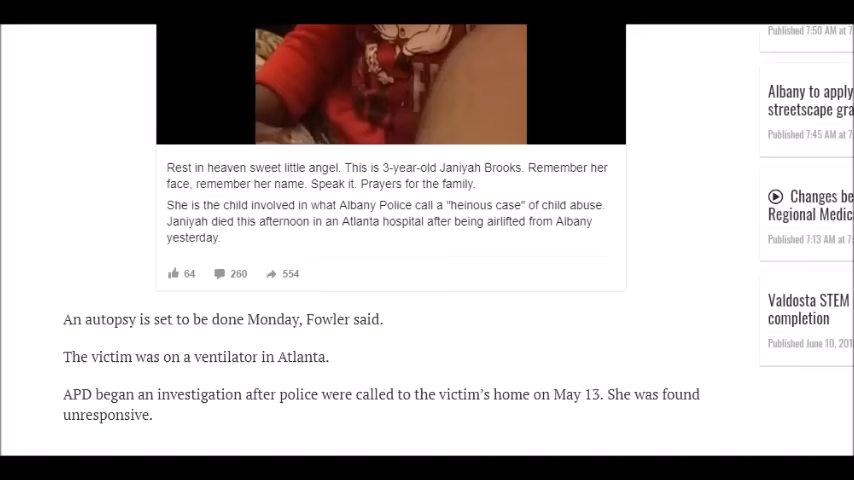 Rest in heaven sweet little angel. This is 3-year-old Janiyah Brooks. Remember her
face, remember her name. Speak it. Prayers for the family.
She is the child involved in what Albany Police call a "heinous case" of child abuse.
Janiyah died this afternoon in an Atlanta hospital after being airlifted from Albany
yesterday.
64 260 554
An autopsy is set to be done Monday, Fowler said.
The victim was on a ventilator in Atlanta.
APD began an investigation after police were called to the victim’s home on May 13. She was found
unresponsive.
Published 7:50 AM at 7
Albany to apply
streetscape gra
Published 7:45 AM at 7
Changes be
Regional Medic
Published 7:13 AM at 7
Valdosta STEM
completion
Published June 10, 201